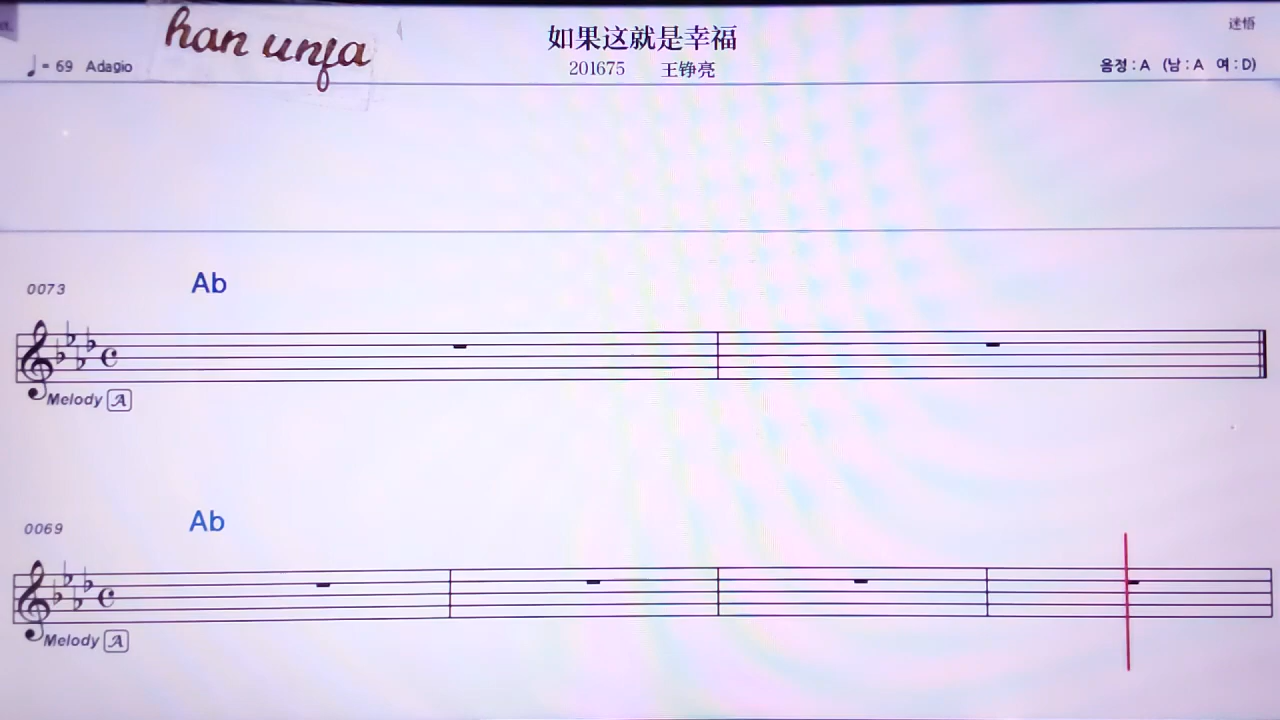 han unfa
如果这就是幸福
迷悟
♩= 69 Adagio
201675 王铮亮
음정 : A (남 : A 여 : D)
0073
Ab
Melody A
0069
Ab
Melody A